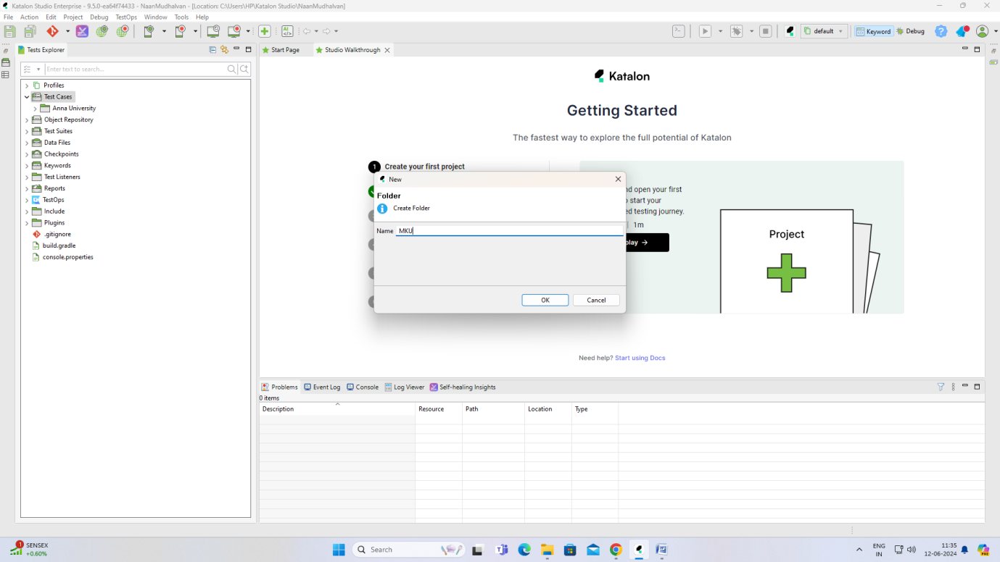 Katalon Studio Enterprise - 9.5.0-ea64f74433 - NaanMudhalvan - [Location: C:\Users\HP\Katalon Studio\NaanMudhalvan]
File Action Edit Project Debug TestOps Window Tools Help
default Keyword Debug
Tests Explorer
Enter text to search...
Profiles
Test Cases
Anna University
Object Repository
Test Suites
Data Files
Checkpoints
Keywords
Test Listeners
Reports
TestOps
Include
Plugins
.gitignore
build.gradle
console.properties
Start Page Studio Walkthrough
Katalon
Getting Started
The fastest way to explore the full potential of Katalon
1 Create your first project
nd open your first
start your
ed testing journey.
1m
play →
Project
New
Folder
Create Folder
Name MKU
OK Cancel
Need help? Start using Docs
Problems Event Log Console Log Viewer Self-healing Insights
0 items
Description Resource Path Location Type
1 SENSEX
+0.60%
Search
ENG
IN
11:35
12-06-2024